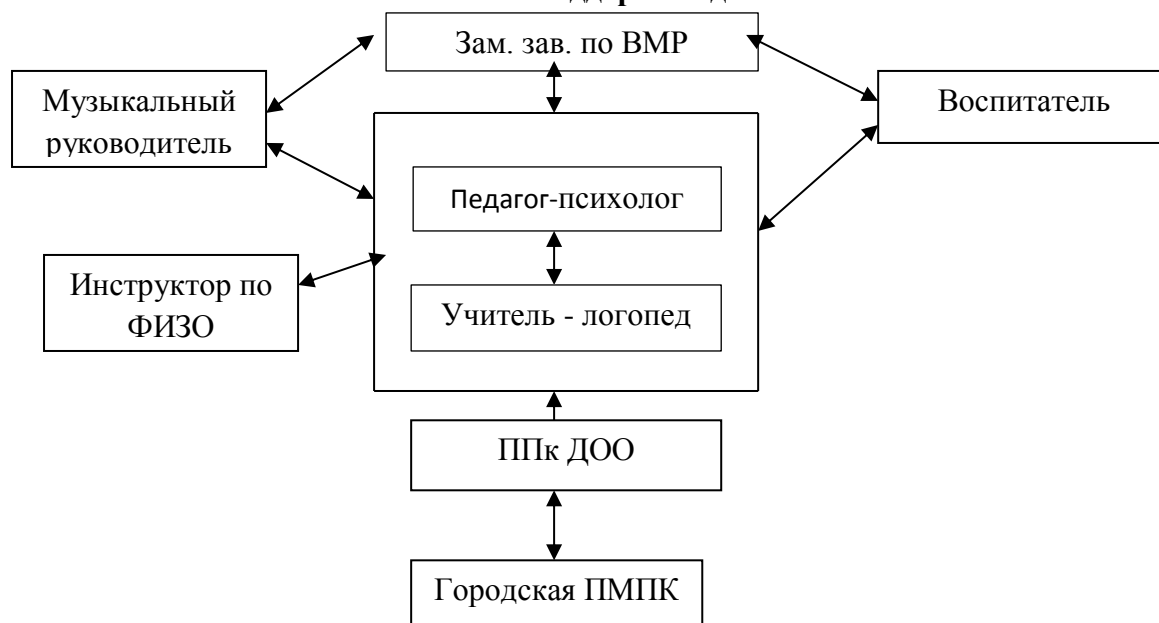 Зам. зав. по ВМР
Музыкальный
руководитель
Воспитатель
Педагог-психолог
Инструктор по
ФИЗО
Учитель - логопед
ППк ДОО
Городская ПМПК